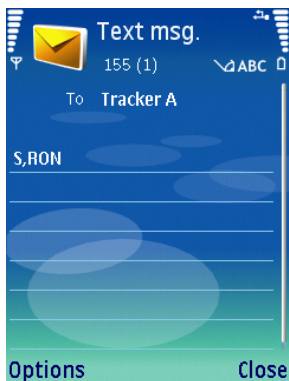 Text msg.
155 (1)
ABC
To Tracker A
S,RON
Options Close